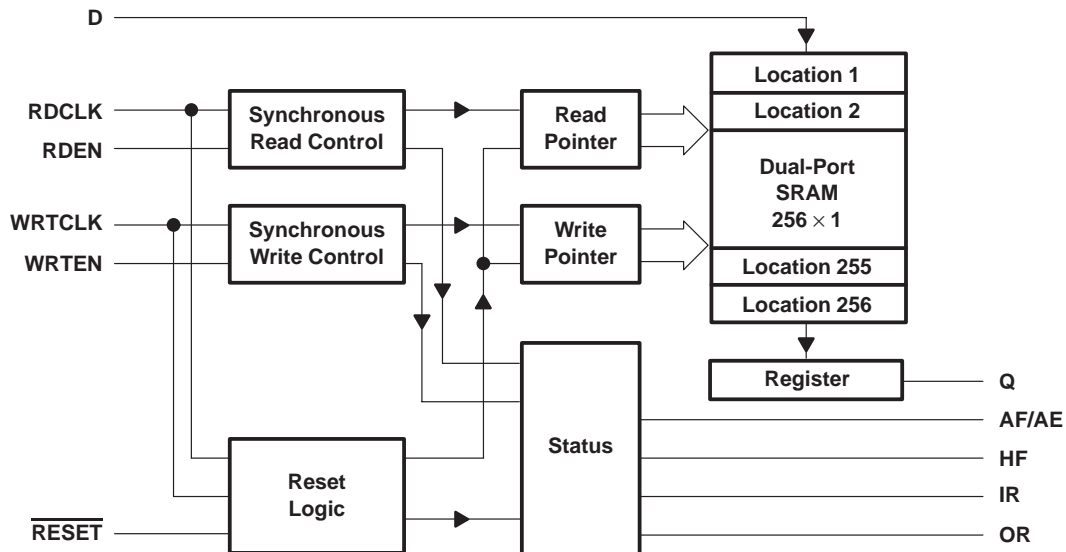 D
RDCLK
RDEN
WRTCLK
WRTEN
RESET
Synchronous
Read Control
Synchronous
Write Control
Reset
Logic
Read
Pointer
Write
Pointer
Status
Location 1
Location 2
Dual-Port
SRAM
256 × 1
Location 255
Location 256
Register
Q
AF/AE
HF
IR
OR